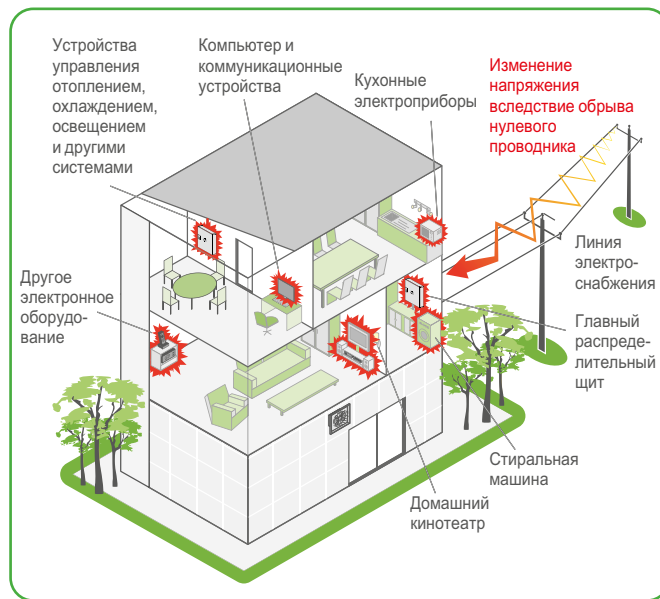 Устройства
управления
отоплением,
охлаждением,
освещением
и другими
системами
Компьютер и
коммуникационные
устройства
Кухонные
электроприборы
Изменение
напряжения
вследствие обрыва
нулевого
проводника
Линия
электро-
снабжения
Главный
распреде-
лительный
щит
Другое
электронное
оборудо-
вание
Стиральная
машина
Домашний
кинотеатр